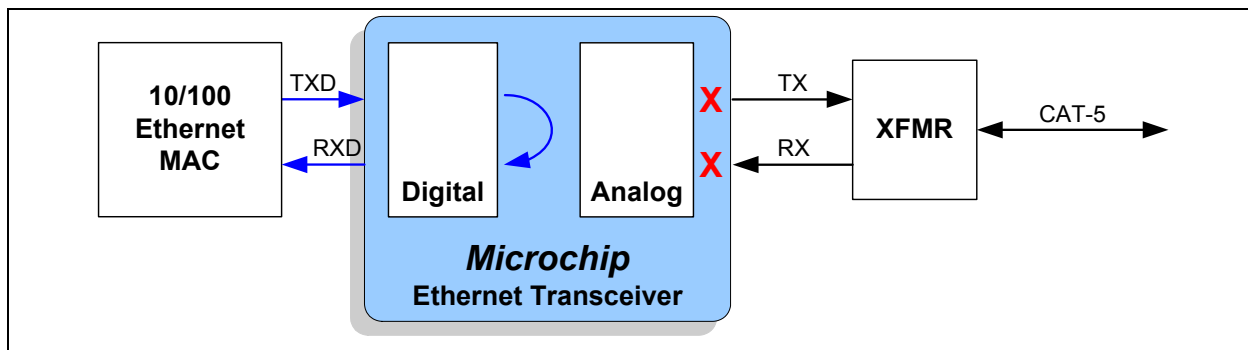 10/100
Ethernet
MAC
TXD
RXD
Digital
Analog
X
X
Microchip
Ethernet Transceiver
TX
RX
XFMR
CAT-5